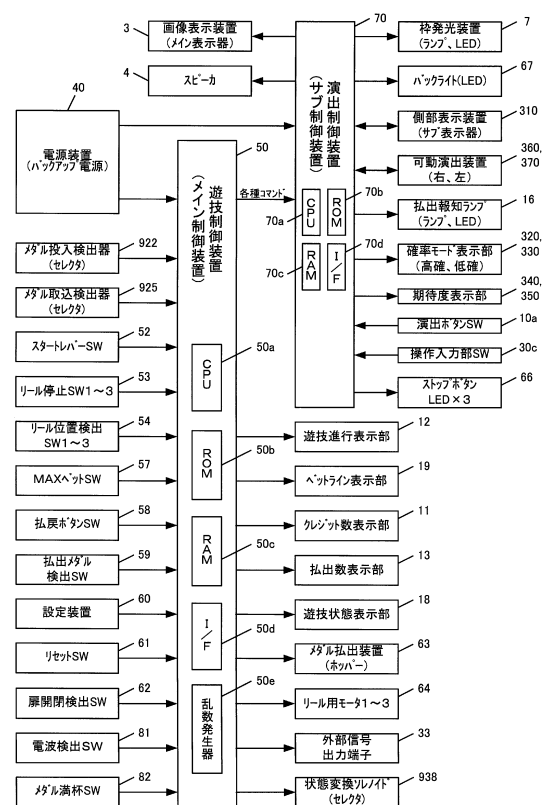 3
画像表示装置
(メイン表示器)
4
スピーカ
40
電源装置
(バックアップ電源)
メダル投入検出器
(セレクタ)
922
メダル取込検出器
(セレクタ)
925
スタートレバーSW
52
リール停止SW1～3
53
リール位置検出
SW1～3
54
MAXベットSW
57
払戻ボタンSW
58
払出メダル
検出SW
59
設定装置
60
リセットSW
61
扉開閉検出SW
62
電波検出SW
81
メダル満杯SW
82
50
遊技制御装置
(メイン制御装置)
CPU
50a
ROM
50b
RAM
50c
I/F
50d
乱数発生器
50e
各種コマンド
70
演出制御装置
(サブ制御装置)
CPU
70a
ROM
70b
RAM
70c
I/F
70d
枠発光装置
(ランプ、LED)
7
バックライト(LED)
67
側部表示装置
(サブ表示器)
310
可動演出装置
(右、左)
360,
370
払出報知ランプ
(ランプ、LED)
16
確率モード表示部
(高確、低確)
320,
330
期待度表示部
340,
350
演出ボタンSW
10a
操作入力部SW
30c
ストップボタン
LED×3
66
遊技進行表示部
12
ベットライン表示部
19
クレジット数表示部
11
払出数表示部
13
遊技状態表示部
18
メダル払出装置
(ホッパー)
63
リール用モータ1～3
64
外部信号
出力端子
33
状態変換ソレノイド
(セレクタ)
938